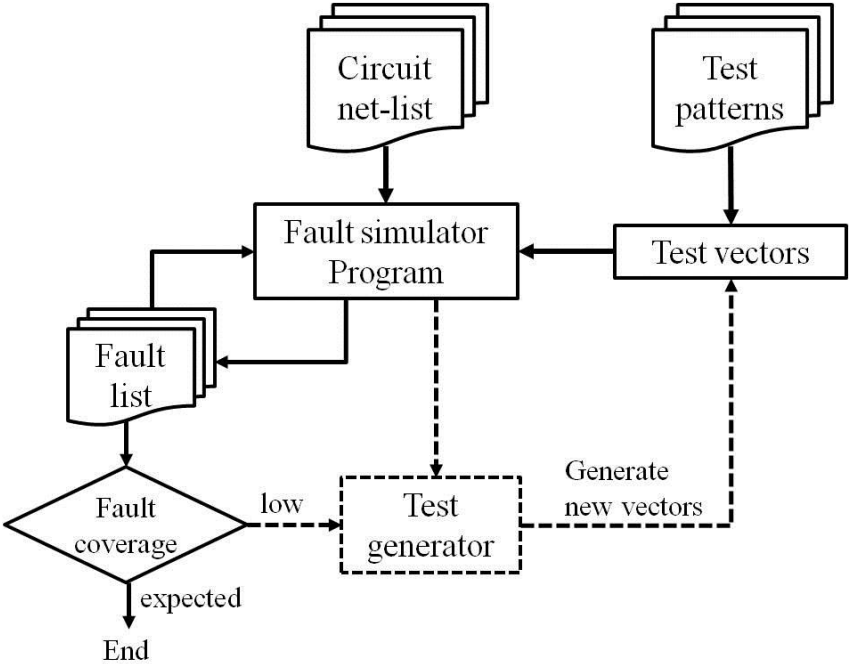 Circuit
net-list
Test
patterns
Fault simulator
Program
Test vectors
Fault
list
Generate
new vectors
low
Test
generator
Fault
coverage
expected
End